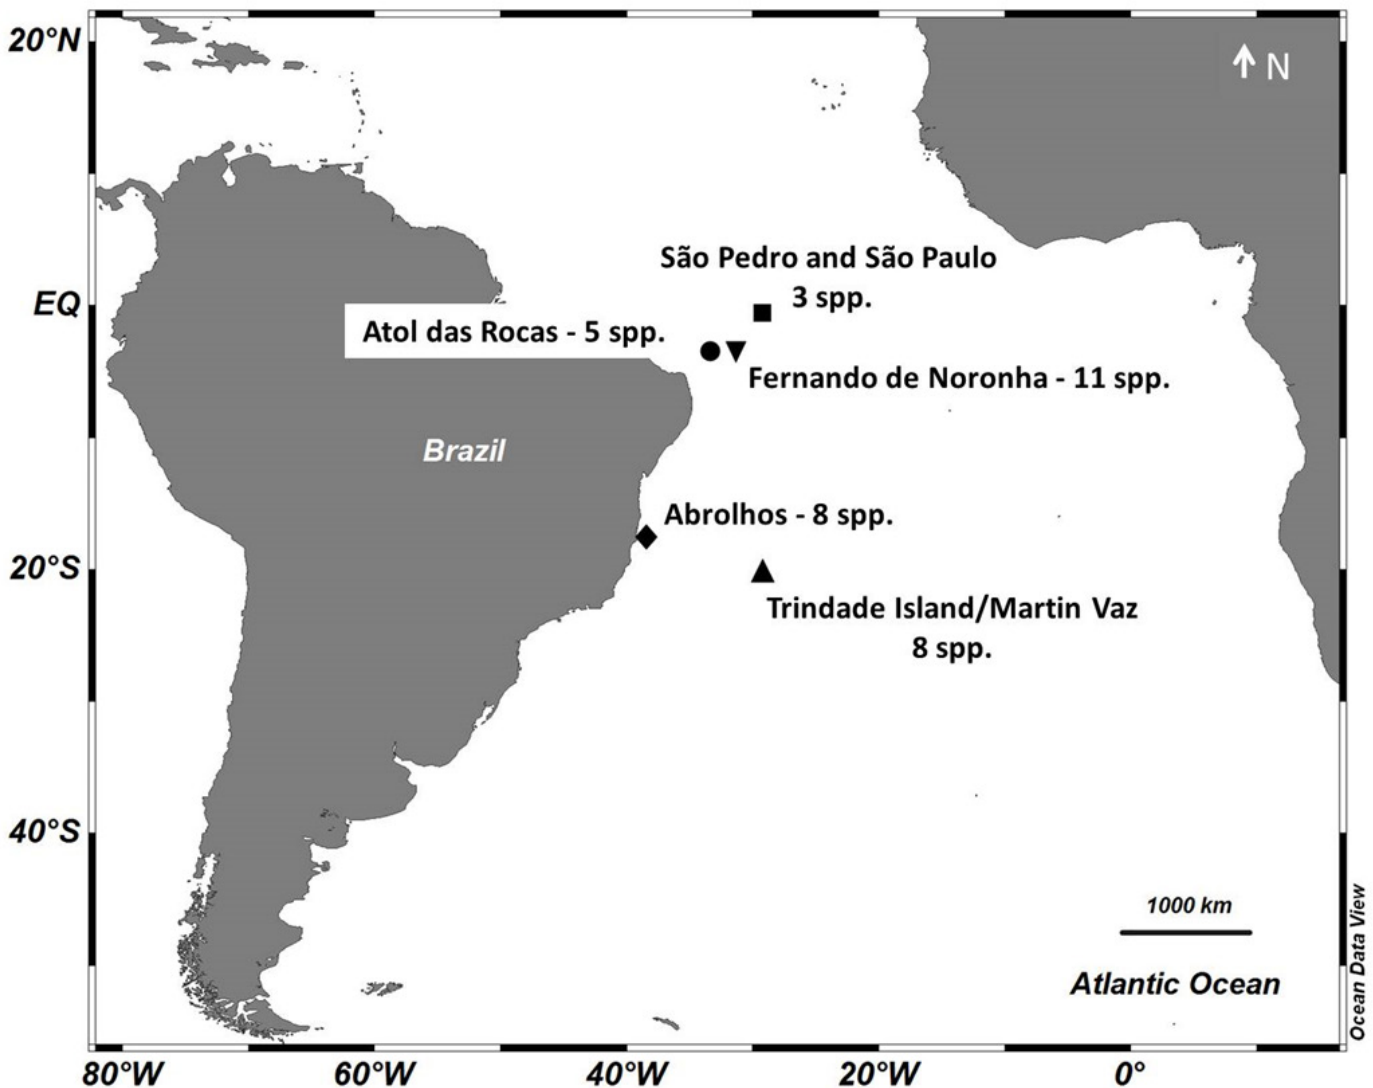 20°N
N
São Pedro and São Paulo
3 spp.
EQ
Atol das Rocas - 5 spp.
Fernando de Noronha - 11 spp.
Brazil
Abrolhos - 8 spp.
20°S
Trindade Island/Martin Vaz
8 spp.
40°S
1000 km
Atlantic Ocean
Ocean Data View
80°W 60°W 40°W 20°W 0°